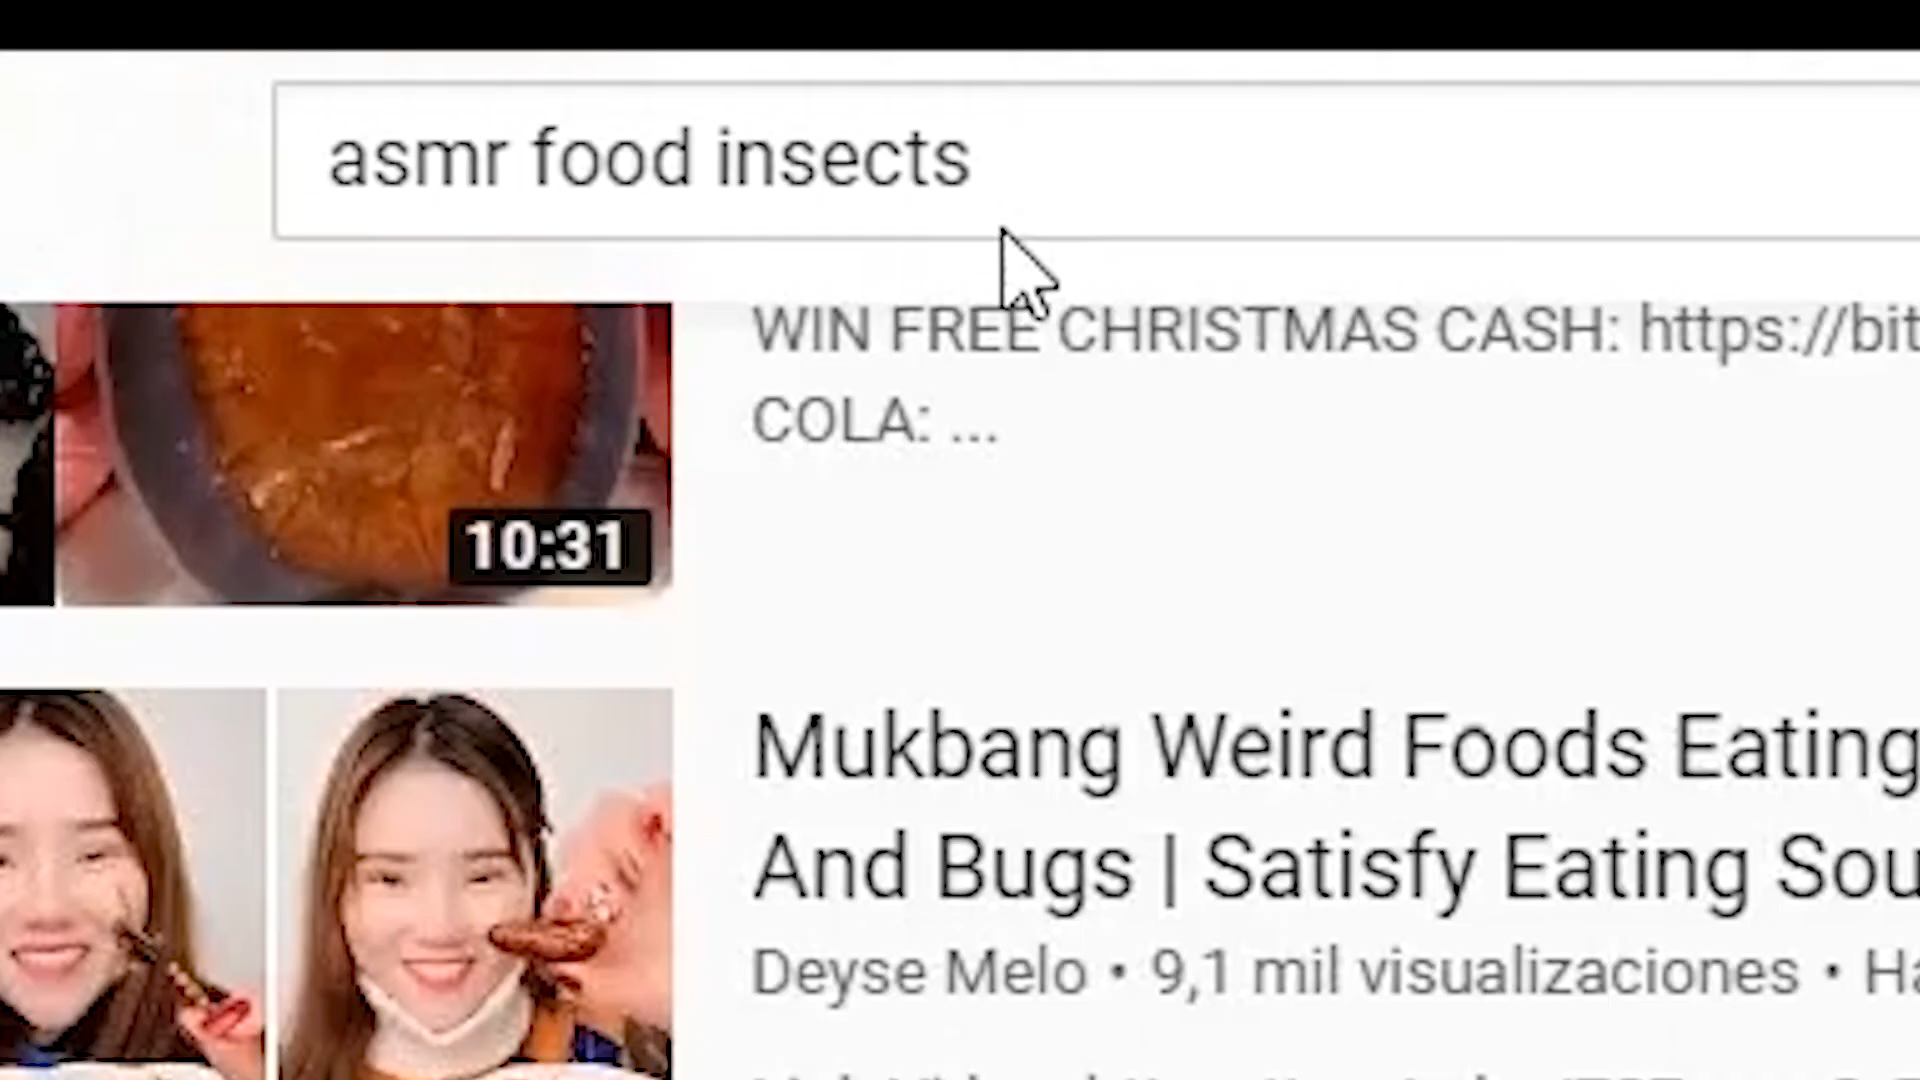 asmr food insects
WIN FREE CHRISTMAS CASH: https://bit
COLA: ...
10:31
Mukbang Weird Foods Eating
And Bugs | Satisfy Eating Sou
Deyse Melo • 9,1 mil visualizaciones • Ha